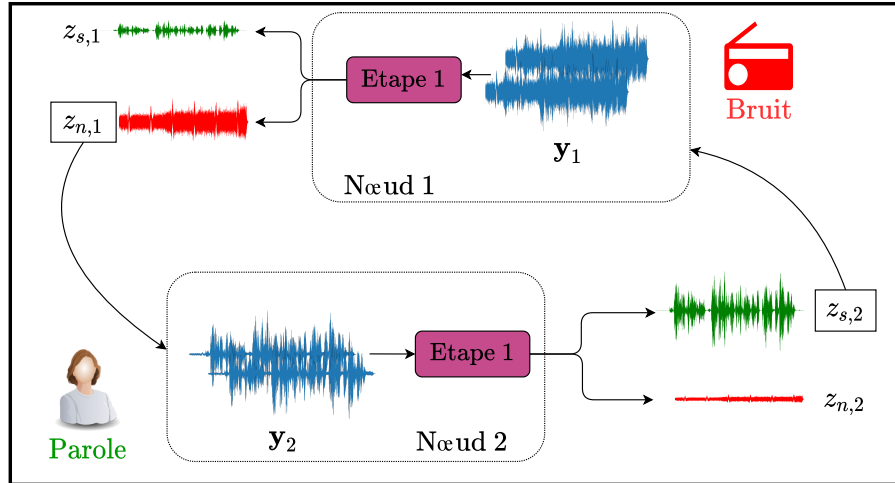 z_{s,1}
Etape 1
Bruit
z_{n,1}
y_1
Nœud 1
z_{s,2}
Etape 1
z_{n,2}
Parole
y_2
Nœud 2